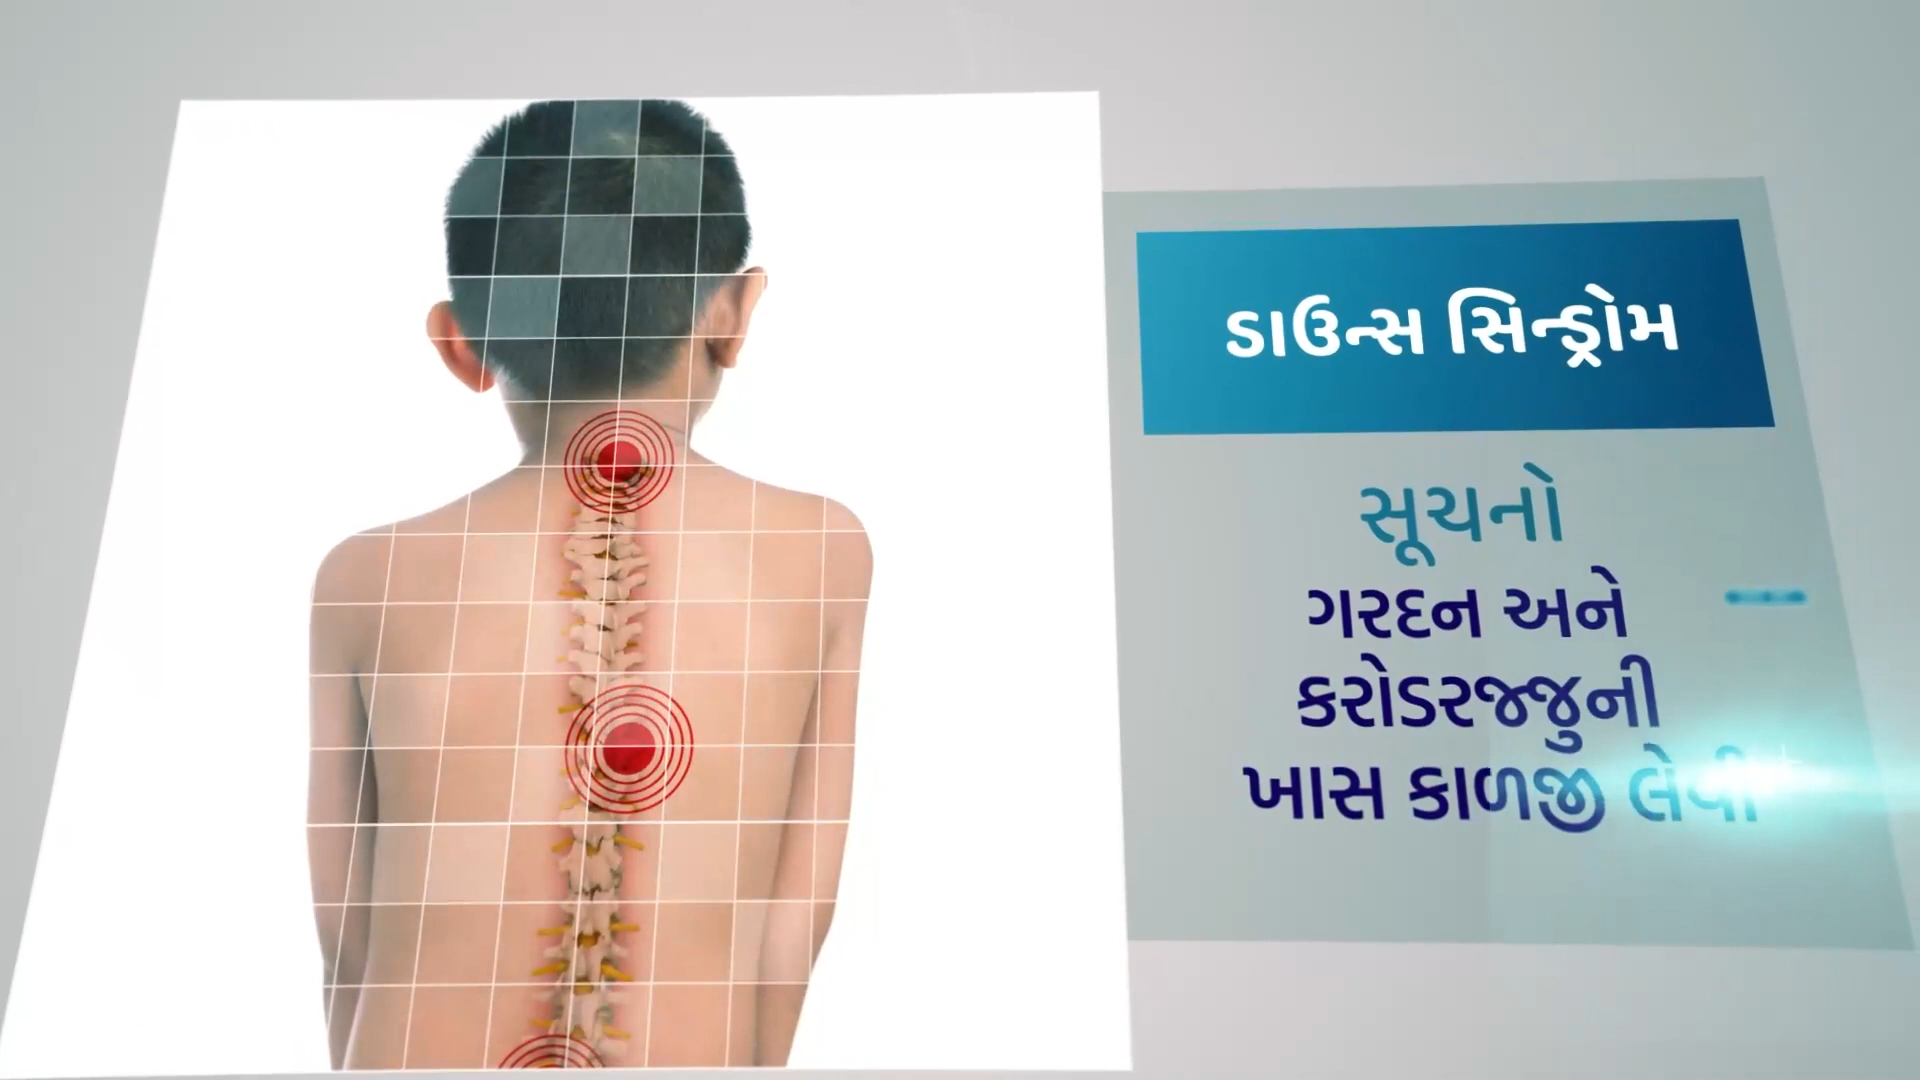 ડાઉન્સ સિન્ડ્રોમ
સૂચનો
ગરદન અને
કરોડરજ્જુની
ખાસ કાળજી લેવી